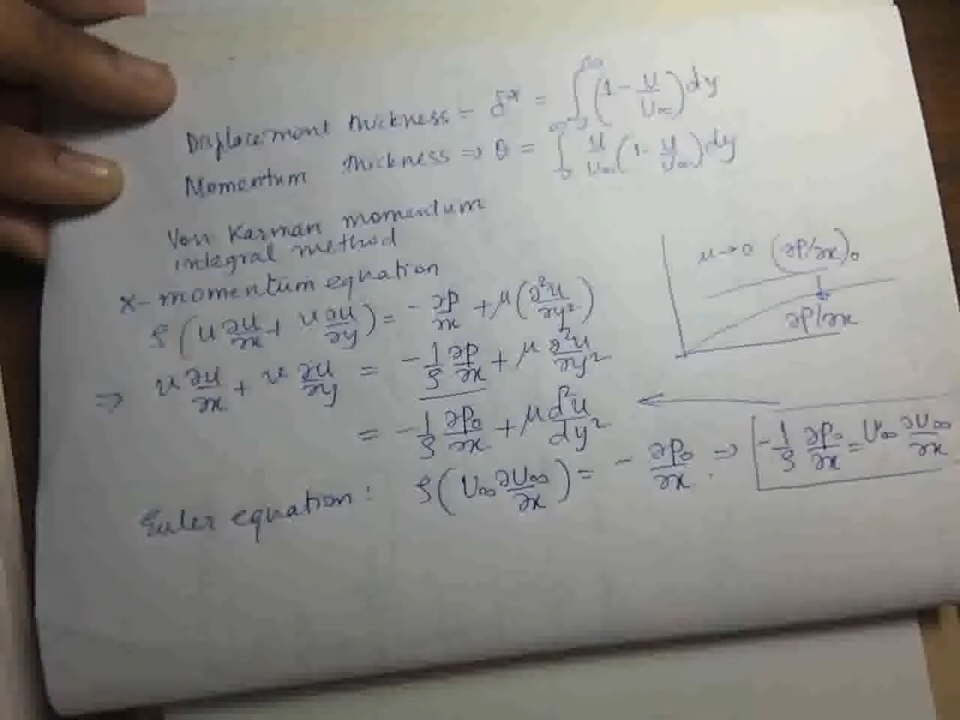 Displacement thickness = δ* = ∫₀^∞ (1 - u/U∞) dy
Momentum thickness => θ = ∫₀^∞ u/U∞ (1 - u/U∞) dy
Von Karman momentum
integral method
x-momentum equation
μ→0 (∂P/∂x)₀
∂P/∂x
ρ(u ∂u/∂x + u ∂u/∂y) = -∂P/∂x + μ(∂²u/∂y²)
=> u ∂u/∂x + u ∂u/∂y = -1/ρ ∂P/∂x + μ ∂²u/∂y²
= -1/ρ ∂P₀/∂x + μ d²u/dy²
Euler equation: ρ(U∞ ∂U∞/∂x) = -∂P₀/∂x. => -1/ρ ∂P₀/∂x = U∞ ∂U∞/∂x